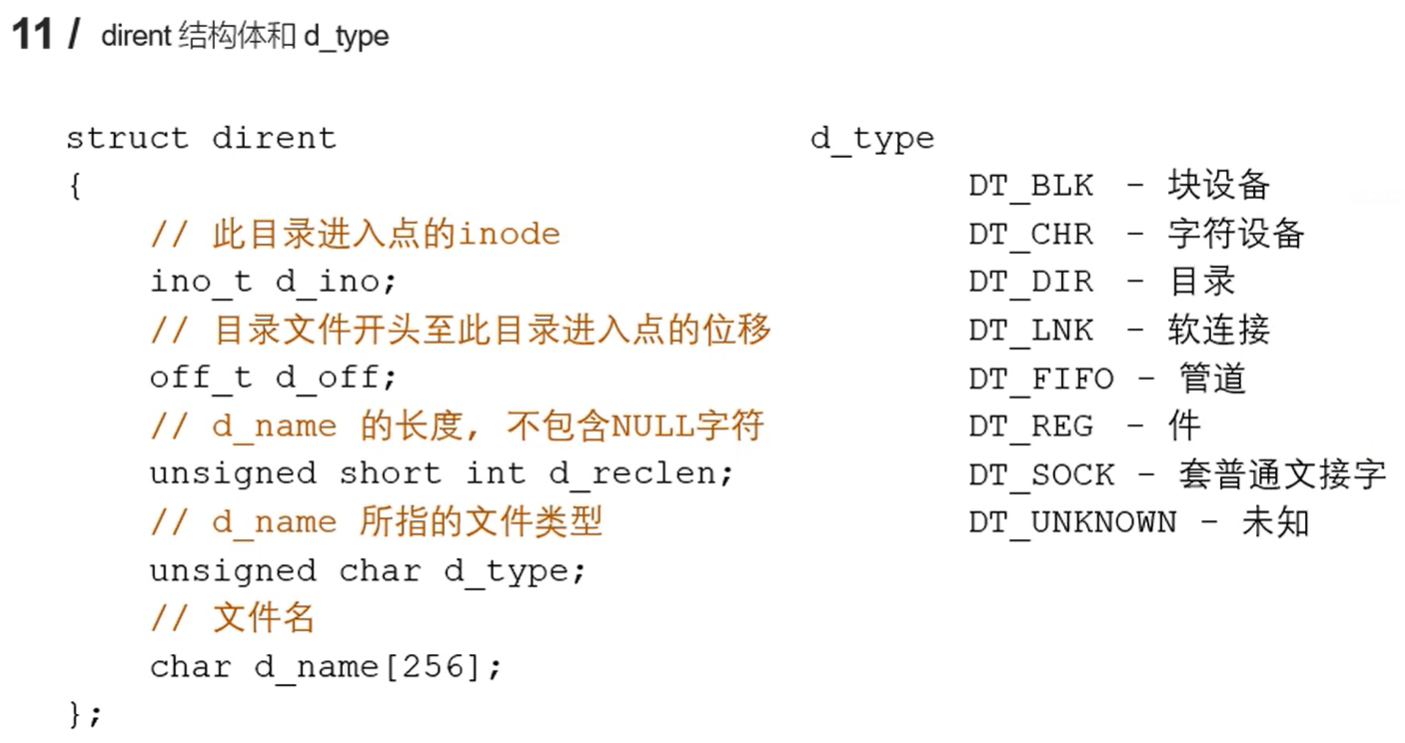 11 / dirent 结构体和 d_type
struct dirent
{
// 此目录进入点的inode
ino_t d_ino;
// 目录文件开头至此目录进入点的位移
off_t d_off;
// d_name 的长度, 不包含NULL字符
unsigned short int d_reclen;
// d_name 所指的文件类型
unsigned char d_type;
// 文件名
char d_name[256];
};
d_type
DT_BLK - 块设备
DT_CHR - 字符设备
DT_DIR - 目录
DT_LNK - 软连接
DT_FIFO - 管道
DT_REG - 件
DT_SOCK - 套普通文接字
DT_UNKNOWN - 未知